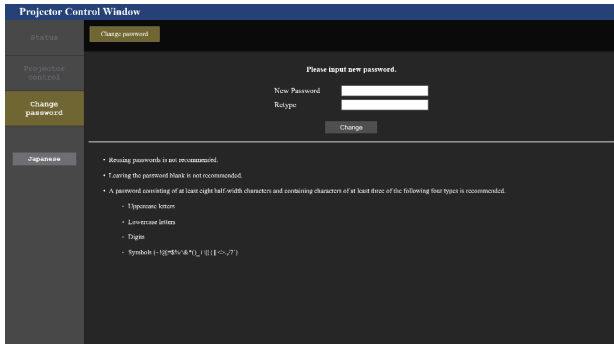 Projector Control Window
Status
Change password
Projector
control
Please input new password.
New Password
Change
password
Retype
Change
Japanese
• Reusing passwords is not recommended.
• Leaving the password blank is not recommended.
• A password consisting of at least eight half-width characters and containing characters of at least three of the following four types is recommended.
- Uppercase letters
- Lowercase letters
- Digits
- Symbols